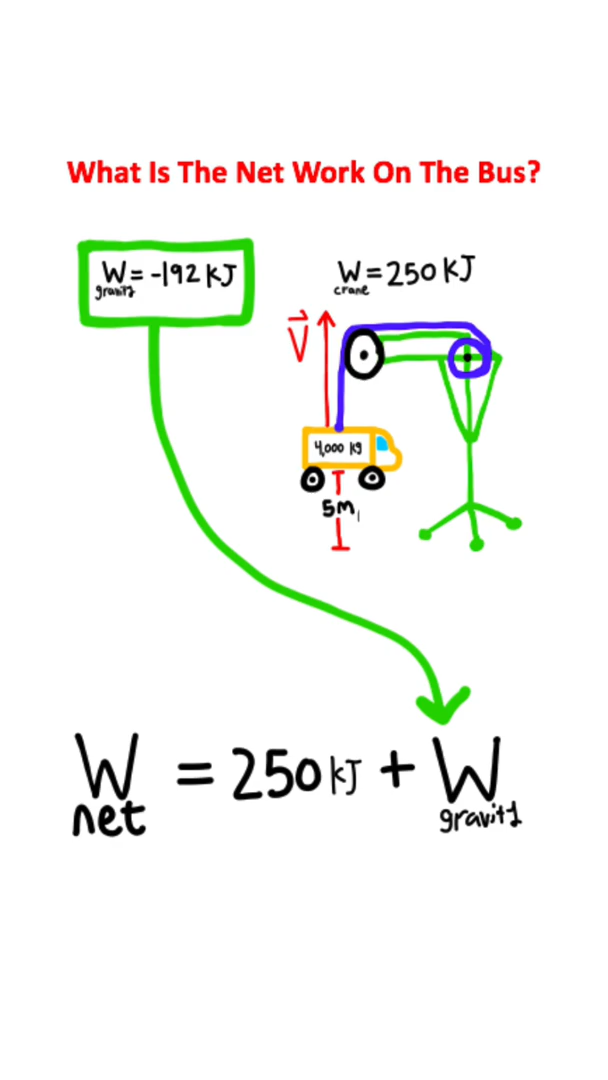 What Is The Net Work On The Bus?
W = -192 KJ
gravity
W = 250 KJ
crane
V
4,000 kg
5m
W = 250 KJ + W
net
gravity